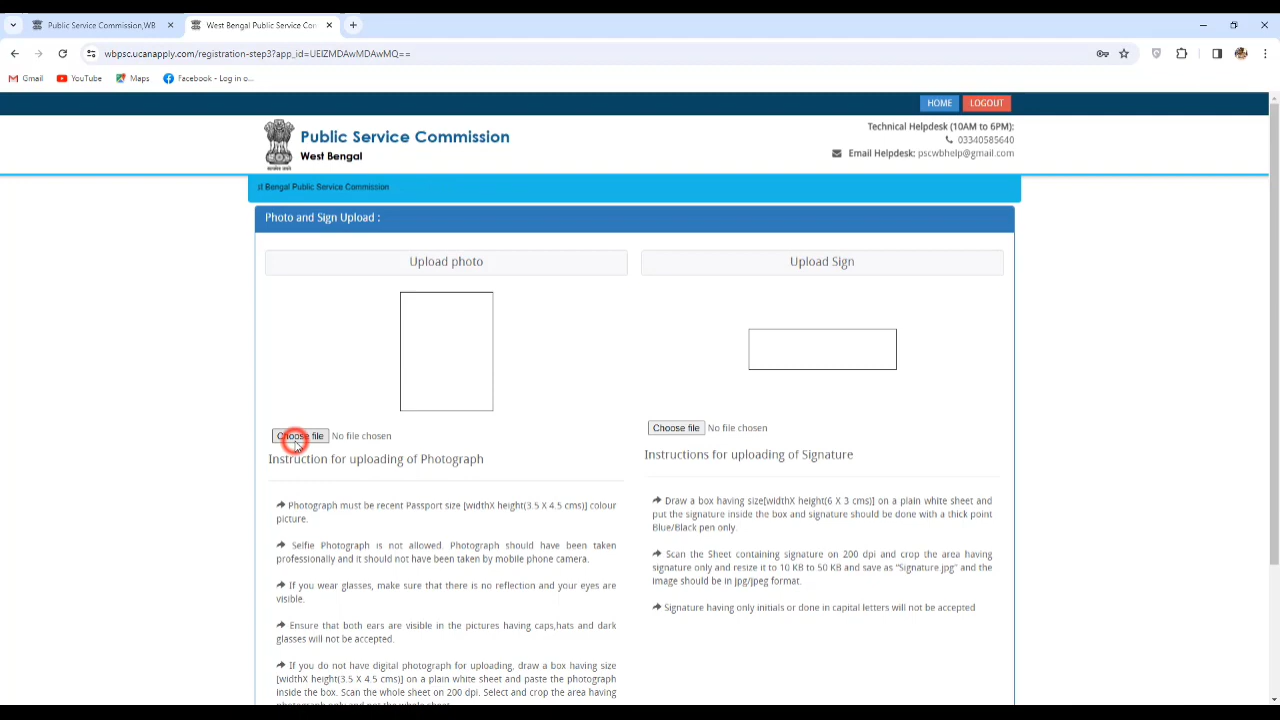 Public Service Commission,WB
West Bengal Public Service Con
wbpsc.ucanapply.com/registration-step3?app_id=UElZMDAwMDAwMQ==
Gmail YouTube Maps Facebook - Log in o...
HOME LOGOUT
Public Service Commission
West Bengal
Technical Helpdesk (10AM to 6PM):
03340585640
Email Helpdesk: pscwbhelp@gmail.com
st Bengal Public Service Commission
Photo and Sign Upload :
Upload photo
Choose file No file chosen
Instruction for uploading of Photograph
Photograph must be recent Passport size [widthX height(3.5 X 4.5 cms)] colour
picture.
Selfie Photograph is not allowed. Photograph should have been taken
professionally and it should not have been taken by mobile phone camera.
If you wear glasses, make sure that there is no reflection and your eyes are
visible.
Ensure that both ears are visible in the pictures having caps,hats and dark
glasses will not be accepted.
If you do not have digital photograph for uploading, draw a box having size
[widthX height(3.5 X 4.5 cms)] on a plain white sheet and paste the photograph
inside the box. Scan the whole sheet on 200 dpi. Select and crop the area having
photograph only and not the whole sheet.
Upload Sign
Choose file No file chosen
Instructions for uploading of Signature
Draw a box having size[widthX height(6 X 3 cms)] on a plain white sheet and
put the signature inside the box and signature should be done with a thick point
Blue/Black pen only.
Scan the Sheet containing signature on 200 dpi and crop the area having
signature only and resize it to 10 KB to 50 KB and save as "Signature.jpg" and the
image should be in jpg/jpeg format.
Signature having only initials or done in capital letters will not be accepted